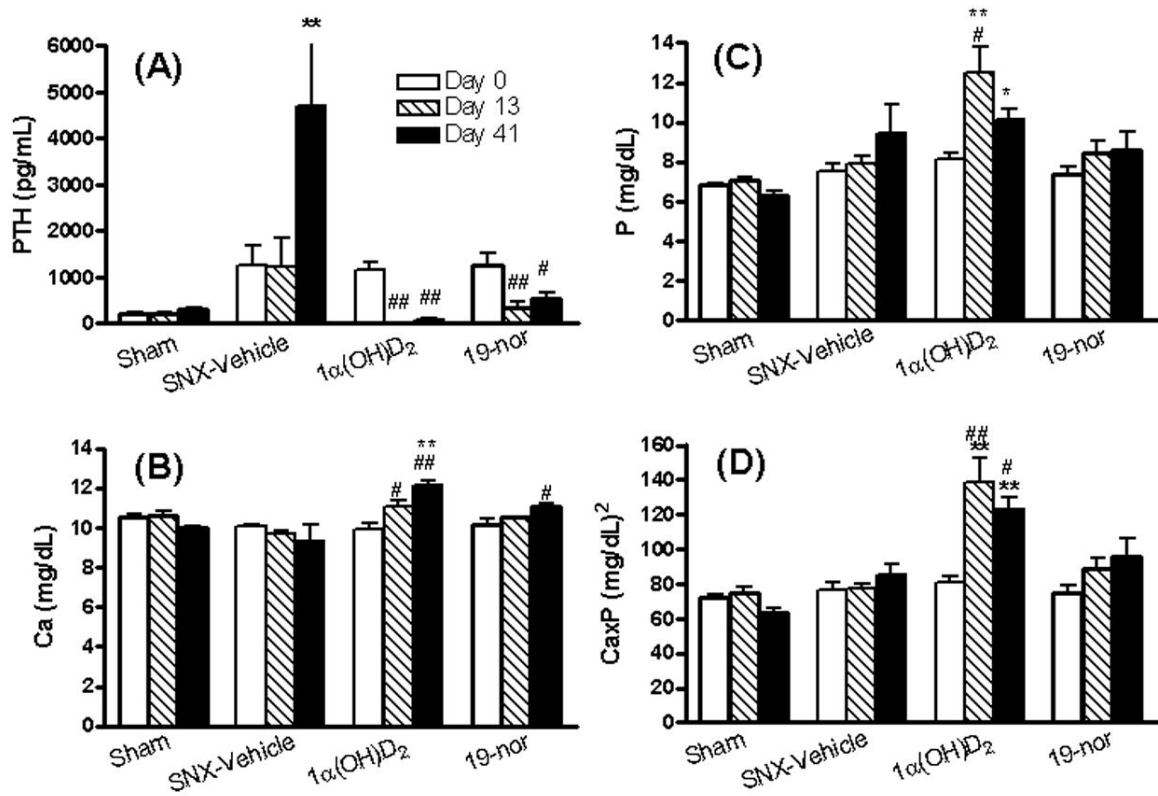 (A)
PTH (pg/mL)
6000
5000
4000
3000
2000
1000
0
**
## ##
## #
Day 0
Day 13
Day 41
Sham
SNX-Vehicle
1α(OH)D₂
19-nor
(C)
P (mg/dL)
14
12
10
8
6
4
2
0
**
#
*
Sham
SNX-Vehicle
1α(OH)D₂
19-nor
(B)
Ca (mg/dL)
14
12
10
8
6
4
2
0
**
##
#
#
Sham
SNX-Vehicle
1α(OH)D₂
19-nor
(D)
CaxP (mg/dL)²
160
140
120
100
80
60
40
20
0
##
**
#
**
Sham
SNX-Vehicle
1α(OH)D₂
19-nor